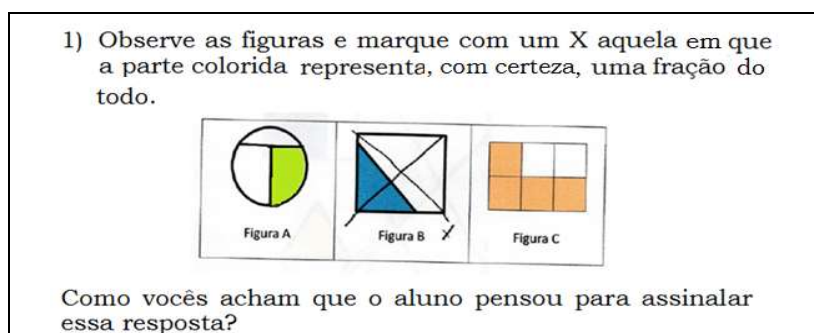 1) Observe as figuras e marque com um X aquela em que
a parte colorida representa, com certeza, uma fração do
todo.
Figura A
Figura B X
Figura C
Como vocês acham que o aluno pensou para assinalar
essa resposta?